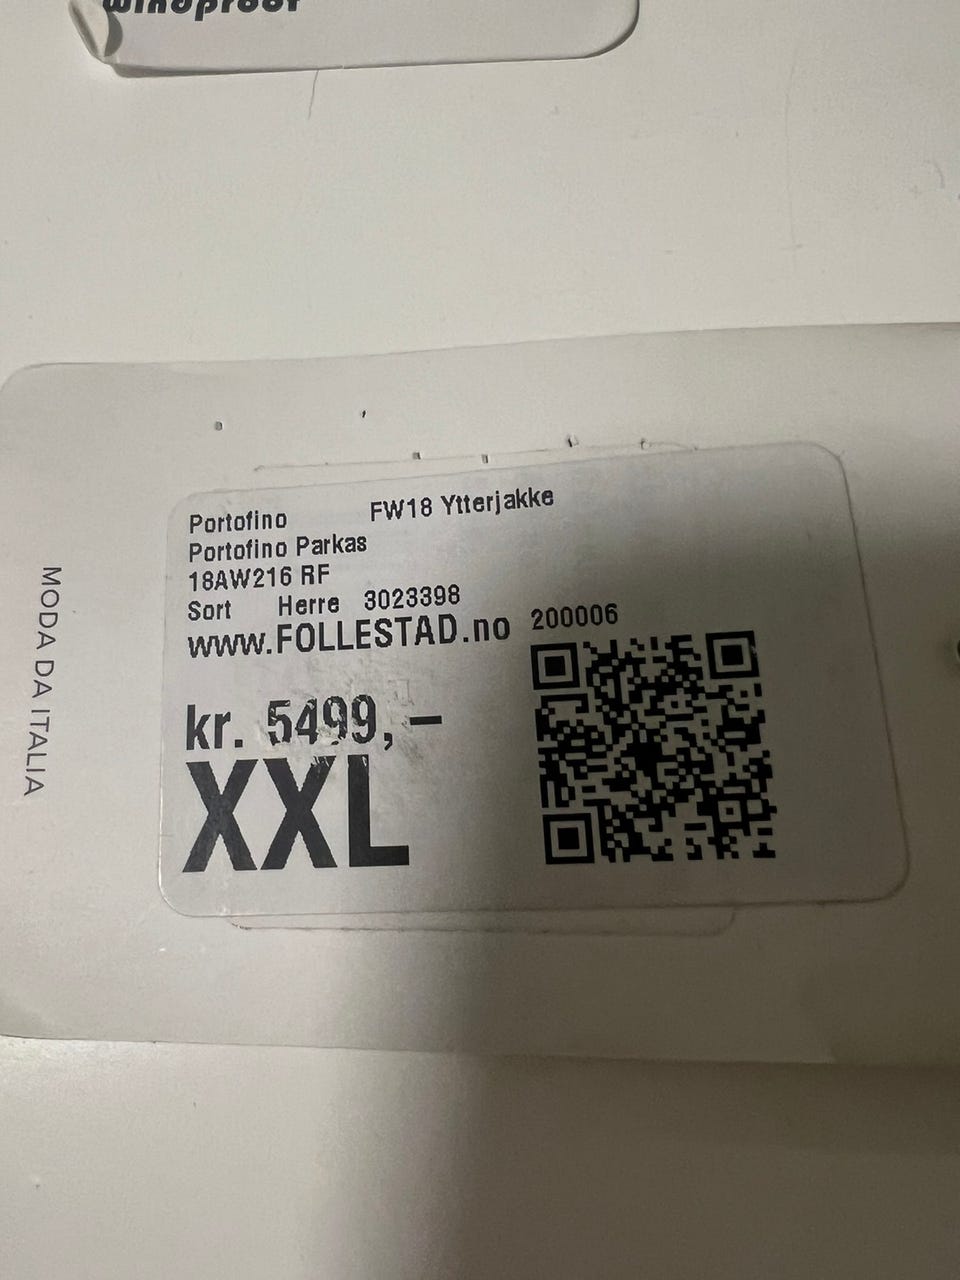 windproof
Portofino FW18 Ytterjakke
Portofino Parkas
18AW216 RF
Sort Herre 3023398
www.FOLLESTAD.no 200006
kr. 5499,-
XXL
MODA DA ITALIA